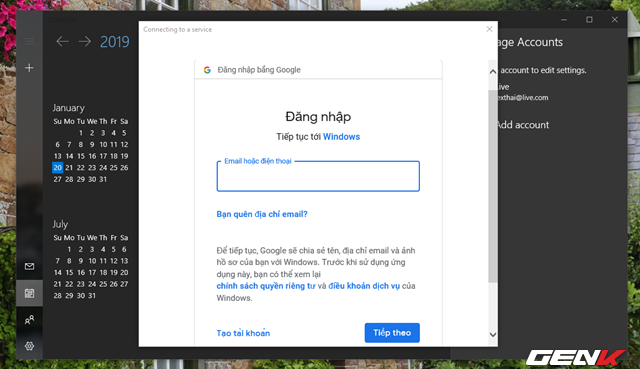 Connecting to a service
2019
January
Su Mo Tu We Th Fr Sa
1 2 3 4 5
6 7 8 9 10 11 12
13 14 15 16 17 18 19
20 21 22 23 24 25 26
27 28 29 30 31
July
Su Mo Tu We Th Fr Sa
1 2 3 4 5 6
7 8 9 10 11 12 13
14 15 16 17 18 19 20
21 22 23 24 25 26 27
28 29 30 31
G Đăng nhập bằng Google
Đăng nhập
Tiếp tục tới Windows
Email hoặc điện thoại
Bạn quên địa chỉ email?
Để tiếp tục, Google sẽ chia sẻ tên, địa chỉ email và ảnh
hồ sơ của bạn với Windows. Trước khi sử dụng ứng
dụng này, bạn có thể xem lại
chính sách quyền riêng tư và điều khoản dịch vụ của
Windows.
Tạo tài khoản
Tiếp theo
age Accounts
account to edit settings.
ive
exthai@live.com
Add account
GENK